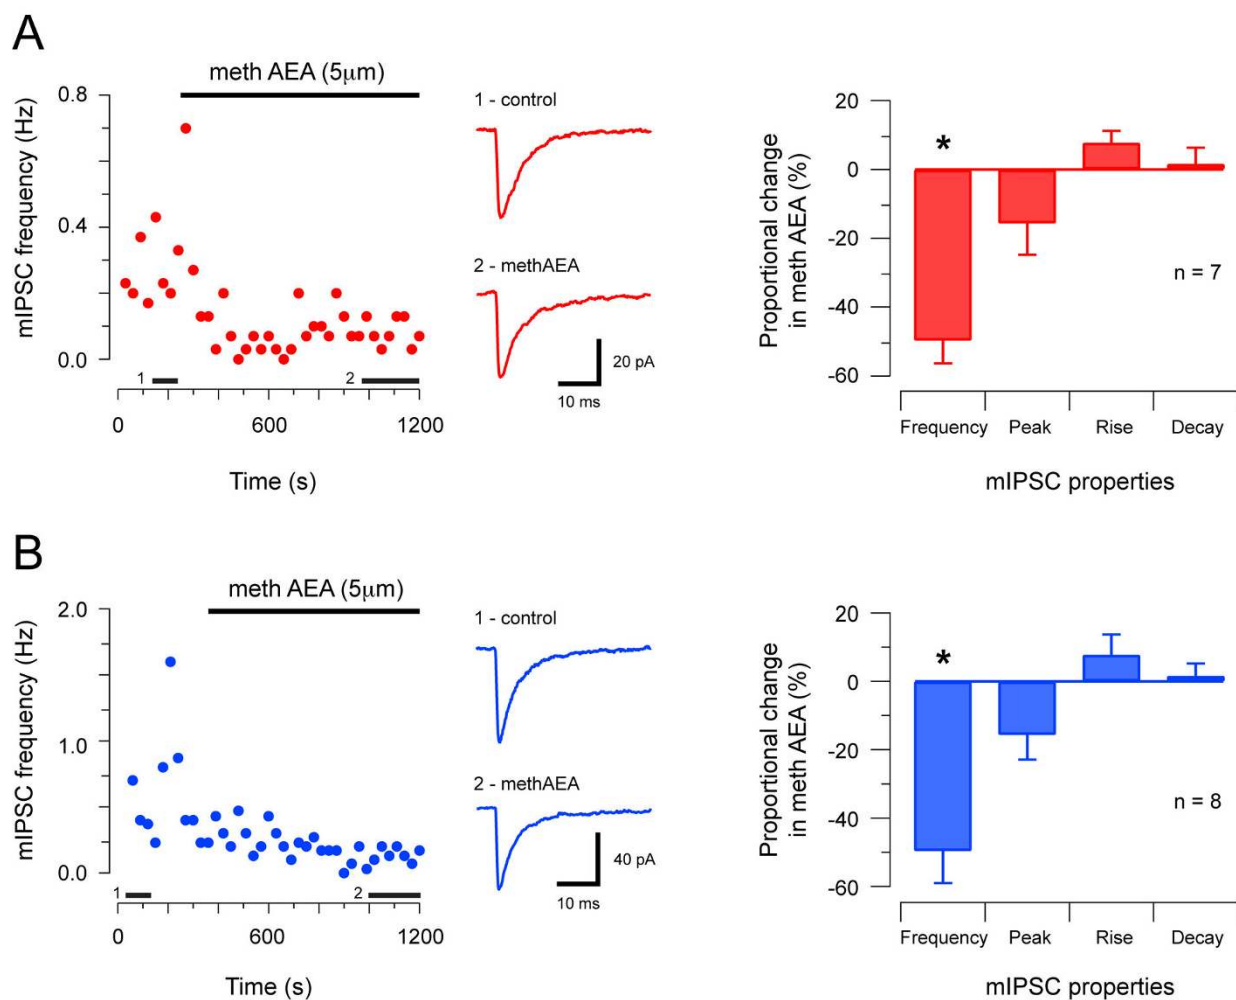 A
meth AEA (5μm)
mIPSC frequency (Hz)
0.8
0.4
0.0
1
2
0
600
1200
Time (s)
1 - control
2 - methAEA
20 pA
10 ms
Proportional change
in meth AEA (%)
20
0
-20
-40
-60
*
n = 7
Frequency
Peak
Rise
Decay
mIPSC properties
B
meth AEA (5μm)
mIPSC frequency (Hz)
2.0
1.0
0.0
1
2
0
600
1200
Time (s)
1 - control
2 - methAEA
40 pA
10 ms
Proportional change
in meth AEA (%)
20
0
-20
-40
-60
*
n = 8
Frequency
Peak
Rise
Decay
mIPSC properties